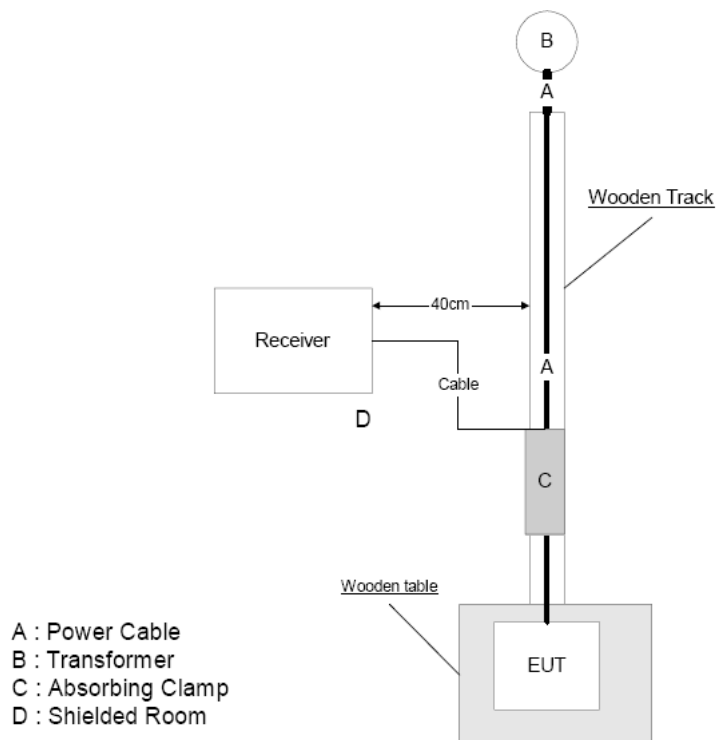 B
A
Wooden Track
40cm
Receiver
A
Cable
D
C
Wooden table
EUT
A : Power Cable
B : Transformer
C : Absorbing Clamp
D : Shielded Room